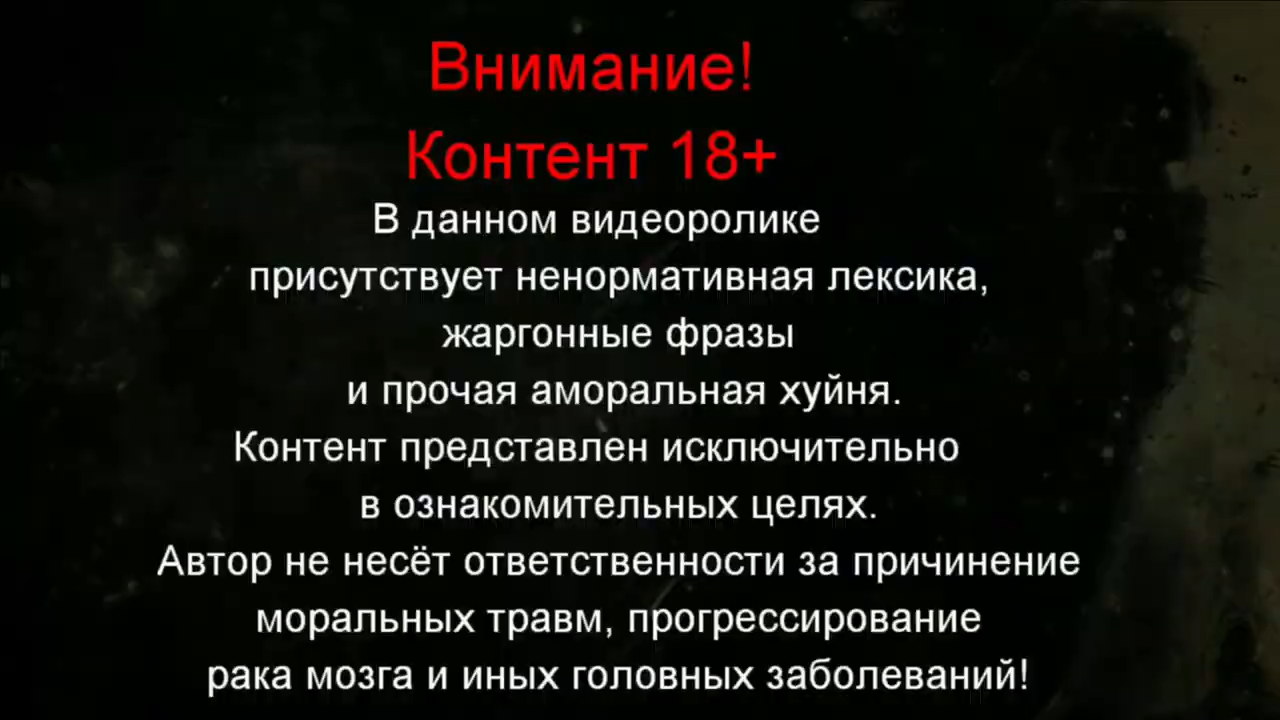 Внимание!
Контент 18+
В данном видеоролике
присутствует ненормативная лексика,
жаргонные фразы
и прочая аморальная хуйня.
Контент представлен исключительно
в ознакомительных целях.
Автор не несёт ответственности за причинение
моральных травм, прогрессирование
рака мозга и иных головных заболеваний!